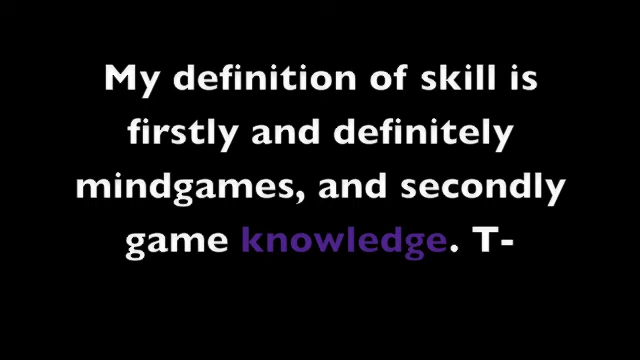 My definition of skill is
firstly and definitely
mindgames, and secondly
game knowledge. T-